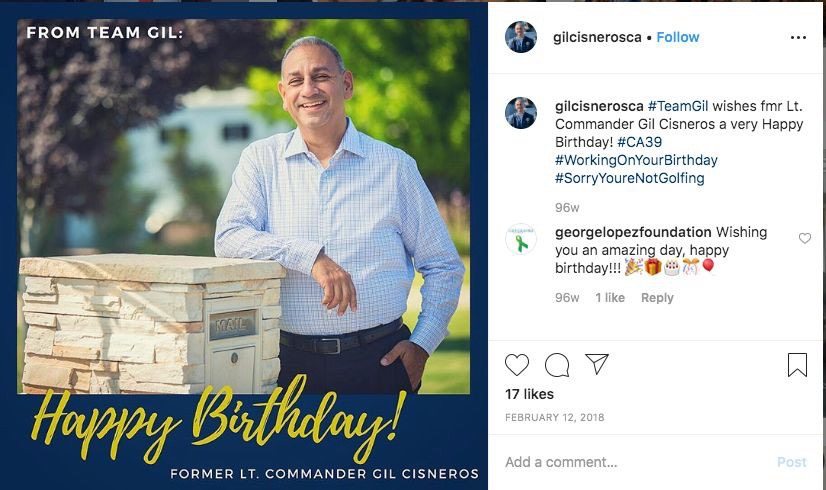 FROM TEAM GIL:
MAIL
Happy Birthday!
FORMER LT. COMMANDER GIL CISNEROS
gilcisnerosca • Follow
gilcisnerosca #TeamGil wishes fmr Lt.
Commander Gil Cisneros a very Happy
Birthday! #CA39
#WorkingOnYourBirthday
#SorryYoureNotGolfing
96w
georgelopezfoundation Wishing
you an amazing day, happy
birthday!!! 🎉🎁🎂🎊🎈
96w 1 like Reply
17 likes
FEBRUARY 12, 2018
Add a comment... Post